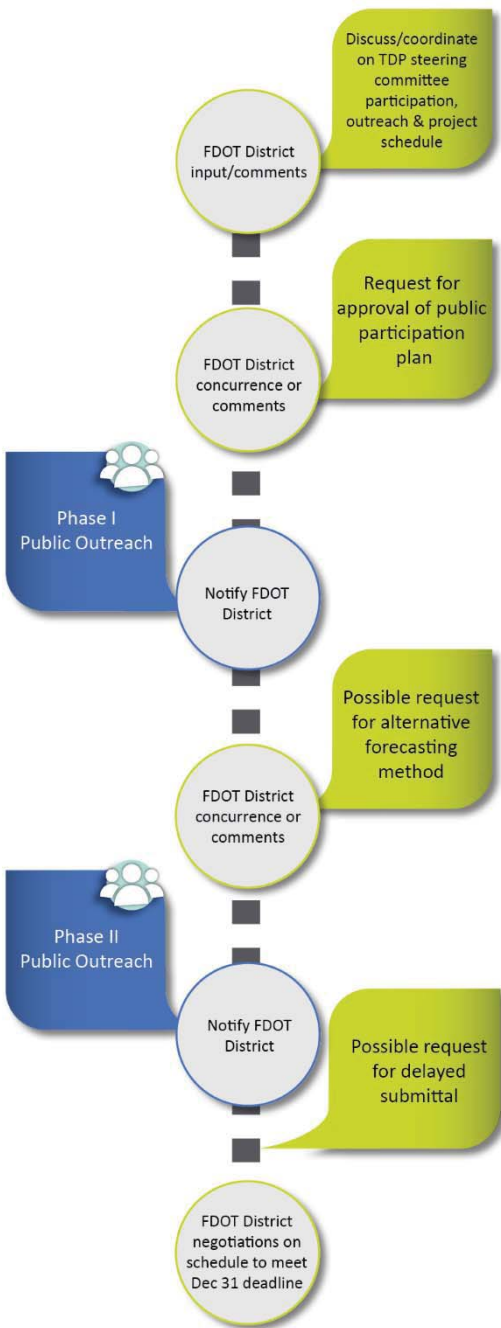 Discuss/coordinate
on TDP steering
committee
participation,
outreach & project
schedule
FDOT District
input/comments
Request for
approval of public
participation
plan
FDOT District
concurrence or
comments
Phase I
Public Outreach
Notify FDOT
District
Possible request
for alternative
forecasting
method
FDOT District
concurrence or
comments
Phase II
Public Outreach
Notify FDOT
District
Possible request
for delayed
submittal
FDOT District
negotiations on
schedule to meet
Dec 31 deadline